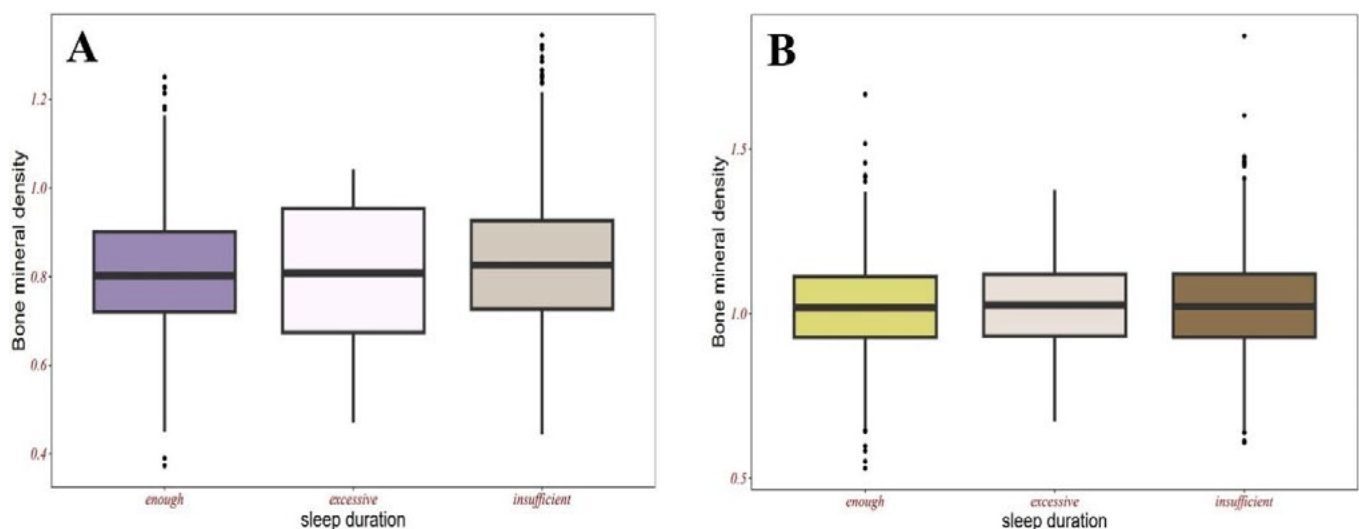 A
Bone mineral density
1.2
1.0
0.8
0.6
0.4
enough
excessive
insufficient
sleep duration
B
Bone mineral density
1.5
1.0
0.5
enough
excessive
insufficient
sleep duration